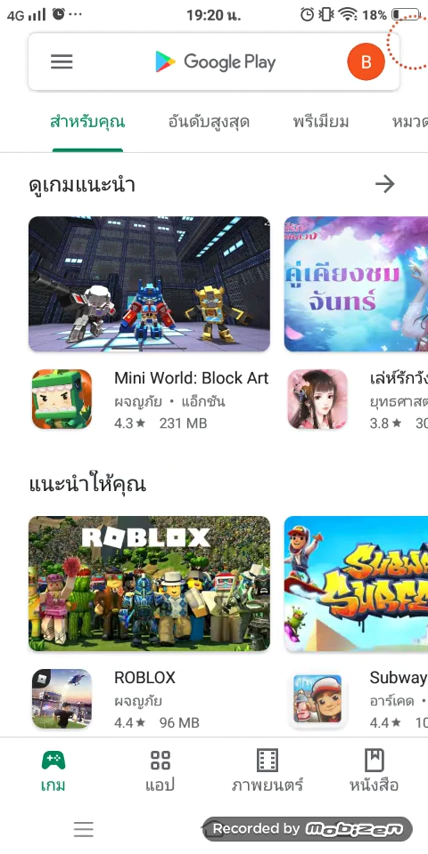 4G 19:20 น. 18%
Google Play B
สำหรับคุณ อันดับสูงสุด พรีเมียม หมวด
ดูเกมแนะนำ
คู่เคียงชม
จันทร์
Mini World: Block Art
ผจญภัย • แอ็กชัน
4.3★ 231 MB
เล่ห์รักวัง
ยุทธศาสต
3.8★ 30
แนะนำให้คุณ
ROBLOX
SUBWAY
SURFE
ROBLOX
ผจญภัย
4.4★ 96 MB
Subway
อาร์เคด •
4.4★ 10
เกม แอป ภาพยนตร์ หนังสือ
Recorded by mobizen